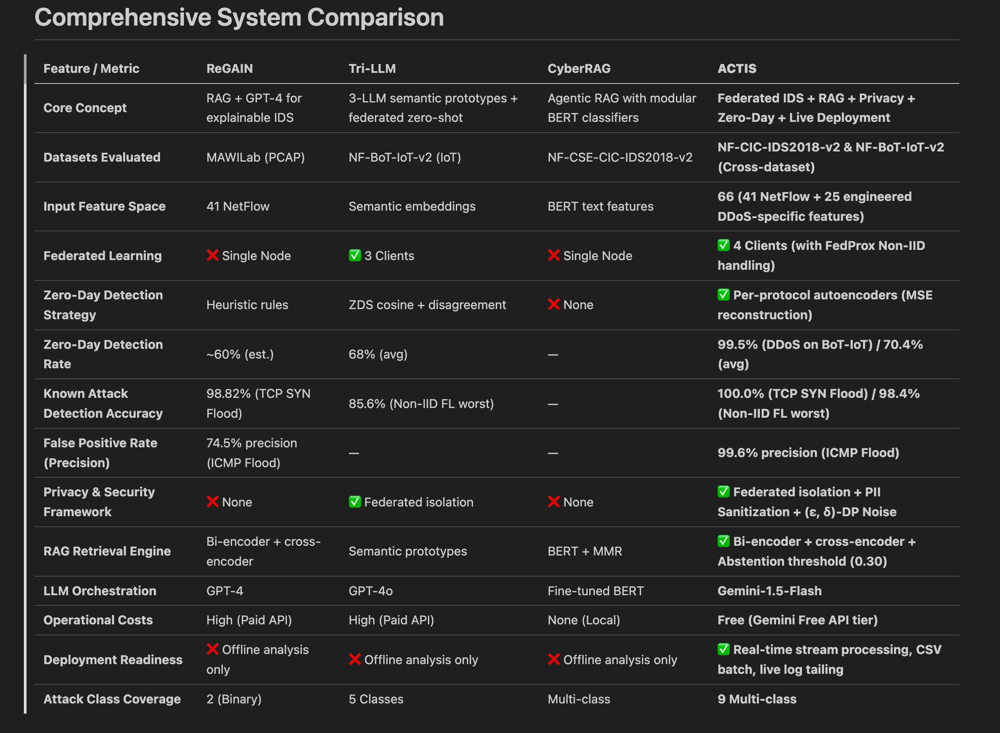 Comprehensive System Comparison
Feature / Metric ReGAIN Tri-LLM CyberRAG ACTIS
Core Concept
RAG + GPT-4 for
explainable IDS
3-LLM semantic prototypes +
federated zero-shot
Agentic RAG with modular
BERT classifiers
Federated IDS + RAG + Privacy +
Zero-Day + Live Deployment
Datasets Evaluated
MAWILab (PCAP)
NF-BoT-IoT-v2 (IoT)
NF-CSE-CIC-IDS2018-v2
NF-CIC-IDS2018-v2 & NF-BoT-IoT-v2
(Cross-dataset)
Input Feature Space
41 NetFlow
Semantic embeddings
BERT text features
66 (41 NetFlow + 25 engineered
DDoS-specific features)
Federated Learning
❌ Single Node
✅ 3 Clients
❌ Single Node
✅ 4 Clients (with FedProx Non-IID
handling)
Zero-Day Detection
Strategy
Heuristic rules
ZDS cosine + disagreement
❌ None
✅ Per-protocol autoencoders (MSE
reconstruction)
Zero-Day Detection
Rate
~60% (est.)
68% (avg)
—
99.5% (DDoS on BoT-IoT) / 70.4%
(avg)
Known Attack
Detection Accuracy
98.82% (TCP SYN
Flood)
85.6% (Non-IID FL worst)
—
100.0% (TCP SYN Flood) / 98.4%
(Non-IID FL worst)
False Positive Rate
(Precision)
74.5% precision
(ICMP Flood)
—
—
99.6% precision (ICMP Flood)
Privacy & Security
Framework
❌ None
✅ Federated isolation
❌ None
✅ Federated isolation + PII
Sanitization + (ε, δ)-DP Noise
RAG Retrieval Engine
Bi-encoder + cross-
encoder
Semantic prototypes
BERT + MMR
✅ Bi-encoder + cross-encoder +
Abstention threshold (0.30)
LLM Orchestration
GPT-4
GPT-4o
Fine-tuned BERT
Gemini-1.5-Flash
Operational Costs
High (Paid API)
High (Paid API)
None (Local)
Free (Gemini Free API tier)
Deployment Readiness
❌ Offline analysis
only
❌ Offline analysis only
❌ Offline analysis only
✅ Real-time stream processing, CSV
batch, live log tailing
Attack Class Coverage
2 (Binary)
5 Classes
Multi-class
9 Multi-class